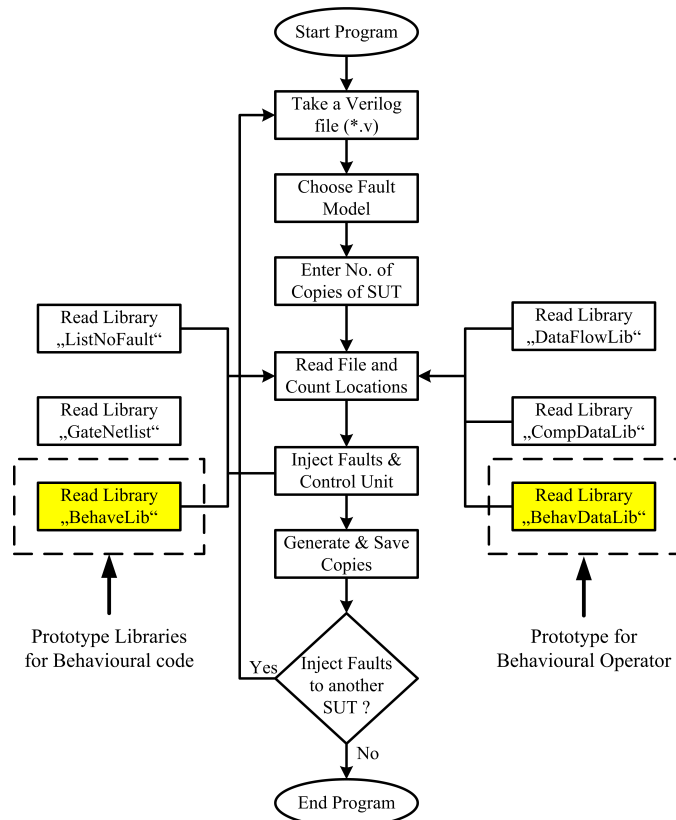 Start Program
Take a Verilog
file (*.v)
Choose Fault
Model
Enter No. of
Copies of SUT
Read Library
„ListNoFault“
Read File and
Count Locations
Read Library
„DataFlowLib“
Read Library
„GateNetlist“
Read Library
„CompDataLib“
Inject Faults &
Control Unit
Read Library
„BehaveLib“
Read Library
„BehavDataLib“
Generate & Save
Copies
Prototype Libraries
for Behavioural code
Prototype for
Behavioural Operator
Yes
Inject Faults
to another
SUT ?
No
End Program